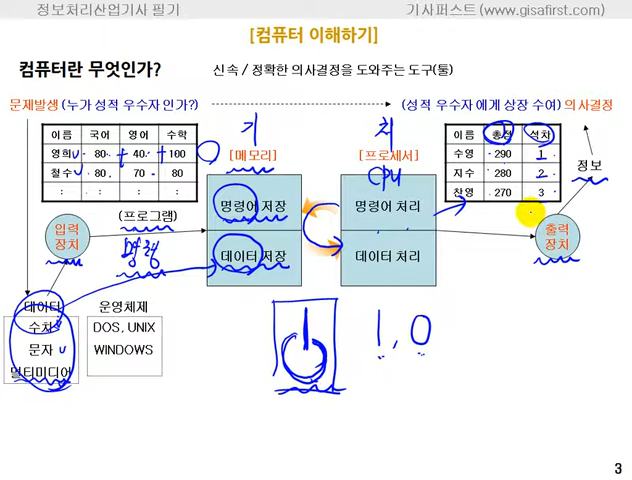 정보처리산업기사 필기
기사퍼스트 (www.gisafirst.com)
[컴퓨터 이해하기]
컴퓨터란 무엇인가?
신속 / 정확한 의사결정을 도와주는 도구(툴)
문제발생 (누가 성적 우수자 인가?)
(성적 우수자 에게 상장 수여) 의사결정
이름 국어 영어 수학
영희 80 + 40 + 100
철수 80 70 80
: : : :
기
[메모리]
명령어 저장
데이터 저장
처
[프로세서]
CPU
명령어 처리
데이터 처리
이름 총점 석차
수영 290 1
지수 280 2
찬영 270 3
정보
입력
장치
(프로그램)
명령
출력
장치
데이터
수치
문자
멀티미디어
운영체제
DOS, UNIX
WINDOWS
1, 0
3